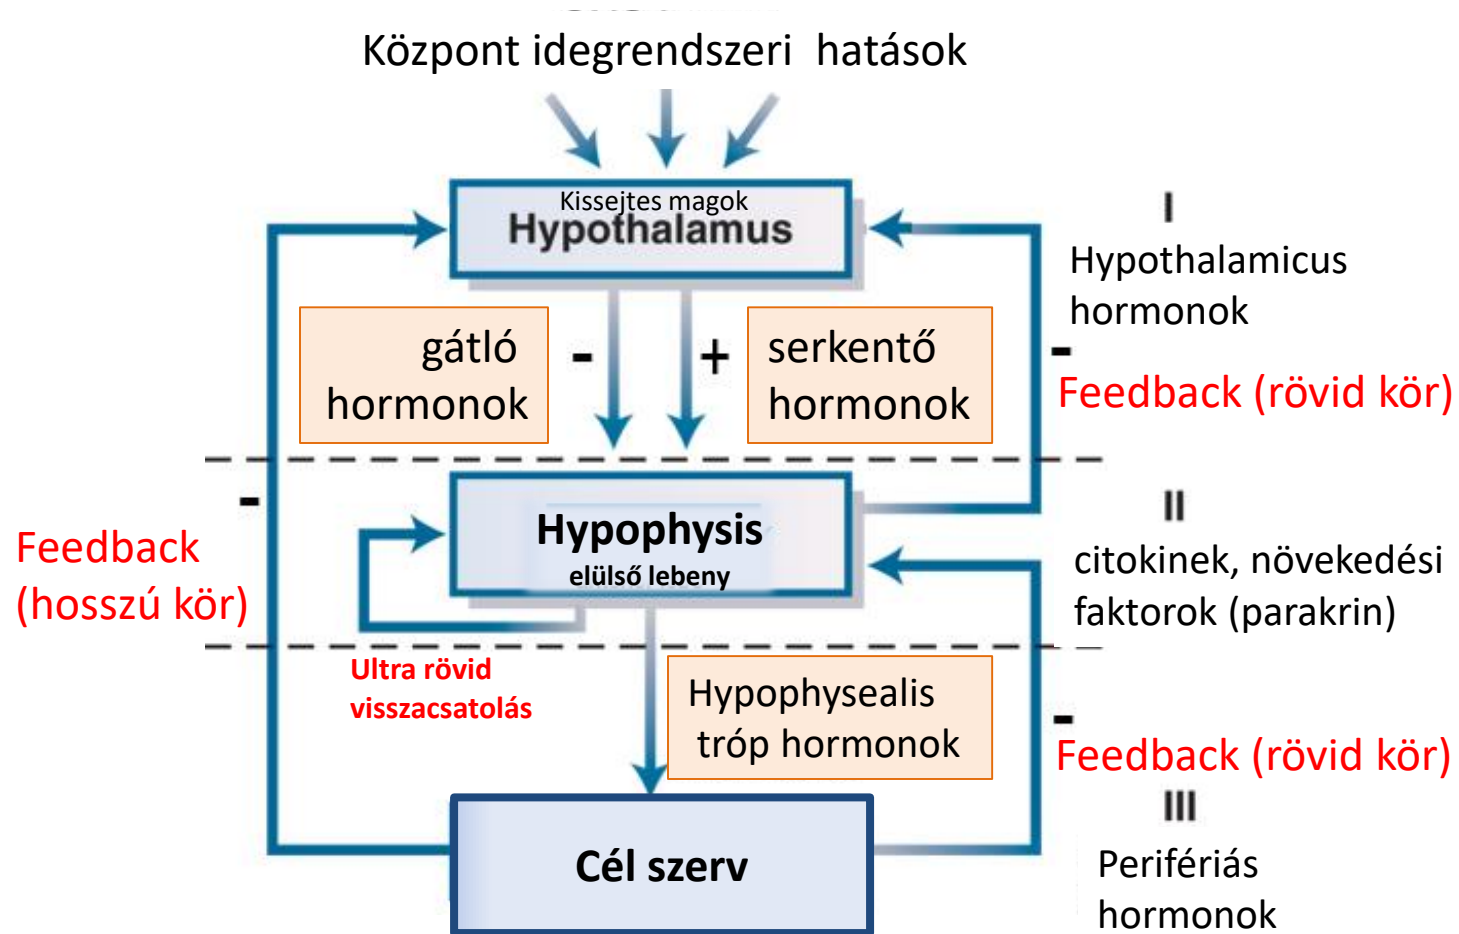 Központ idegrendszeri hatások
Kissejtes magok
Hypothalamus
I
Hypothalamicus
hormonok
gátló
hormonok
-
+
serkentő
hormonok
-
Feedback (rövid kör)
-
Feedback
(hosszú kör)
Hypophysis
elülső lebeny
II
citokinek, növekedési
faktorok (parakrin)
Ultra rövid
visszacsatolás
Hypophysealis
tróp hormonok
-
Feedback (rövid kör)
III
Cél szerv
Perifériás
hormonok